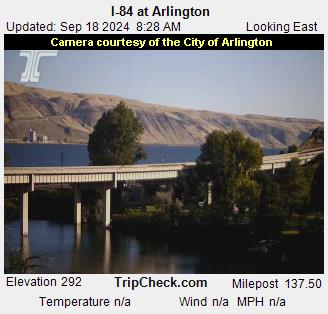 I-84 at Arlington
Updated: Sep 18 2024 8:28 AM Looking East
Camera courtesy of the City of Arlington
Elevation 292 TripCheck.com Milepost 137.50
Temperature n/a Wind n/a MPH n/a